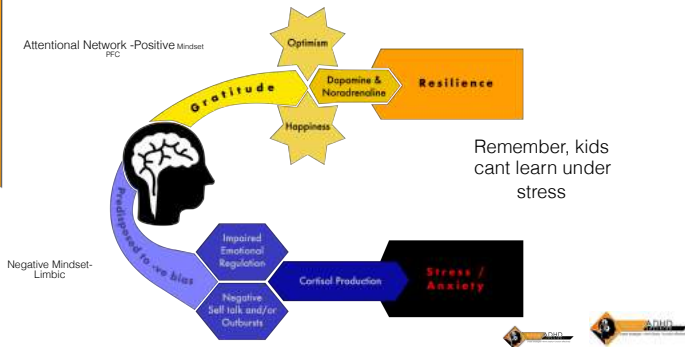 Attentional Network -Positive Mindset
PFC
Optimism
Gratitude
Dopamine &
Noradrenaline
Resilience
Happiness
Remember, kids
cant learn under
stress
Predisposed to -ve bias
Impaired
Emotional
Regulation
Negative Mindset-
Limbic
Cortisol Production
Stress /
Anxiety
Negative
Self talk and/or
Outbursts
ADHD
ADHD